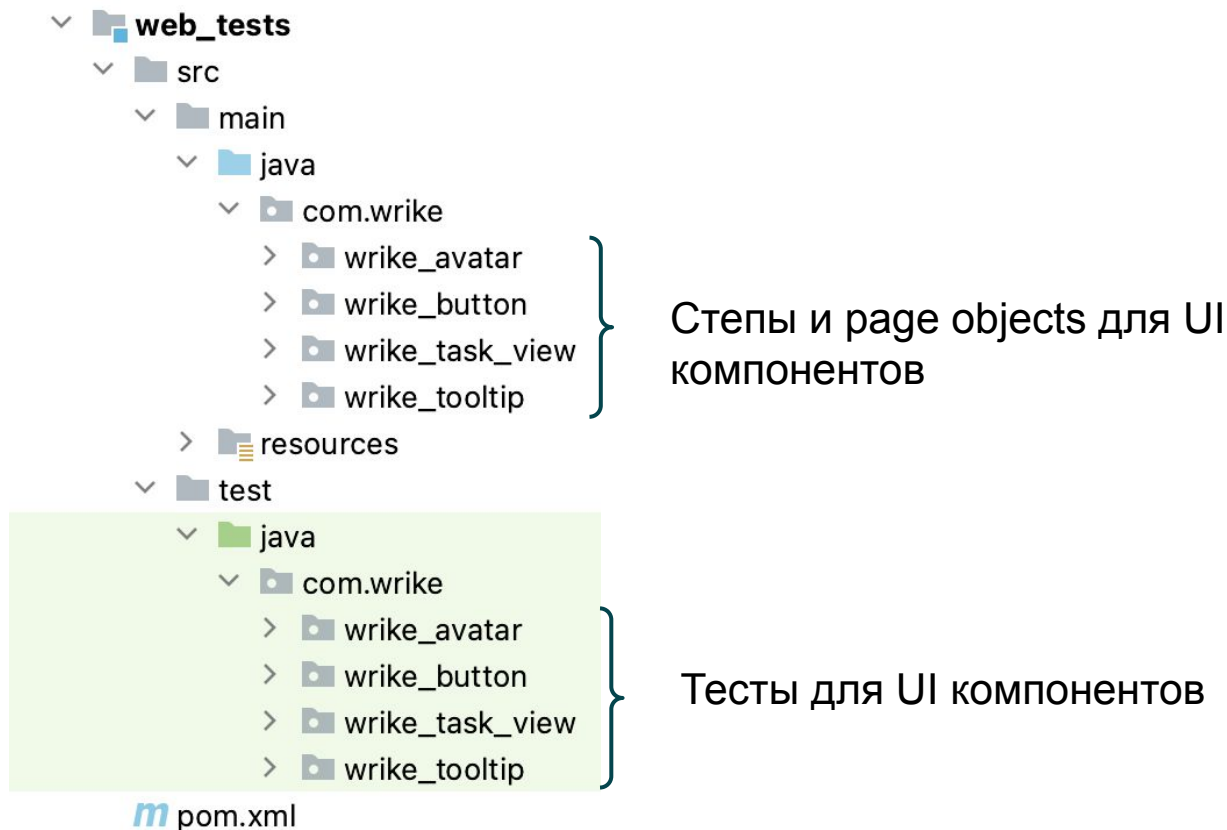 web_tests
src
main
java
com.wrike
wrike_avatar
wrike_button
wrike_task_view
wrike_tooltip
Степы и page objects для UI
компонентов
resources
test
java
com.wrike
wrike_avatar
wrike_button
wrike_task_view
wrike_tooltip
Тесты для UI компонентов
m pom.xml